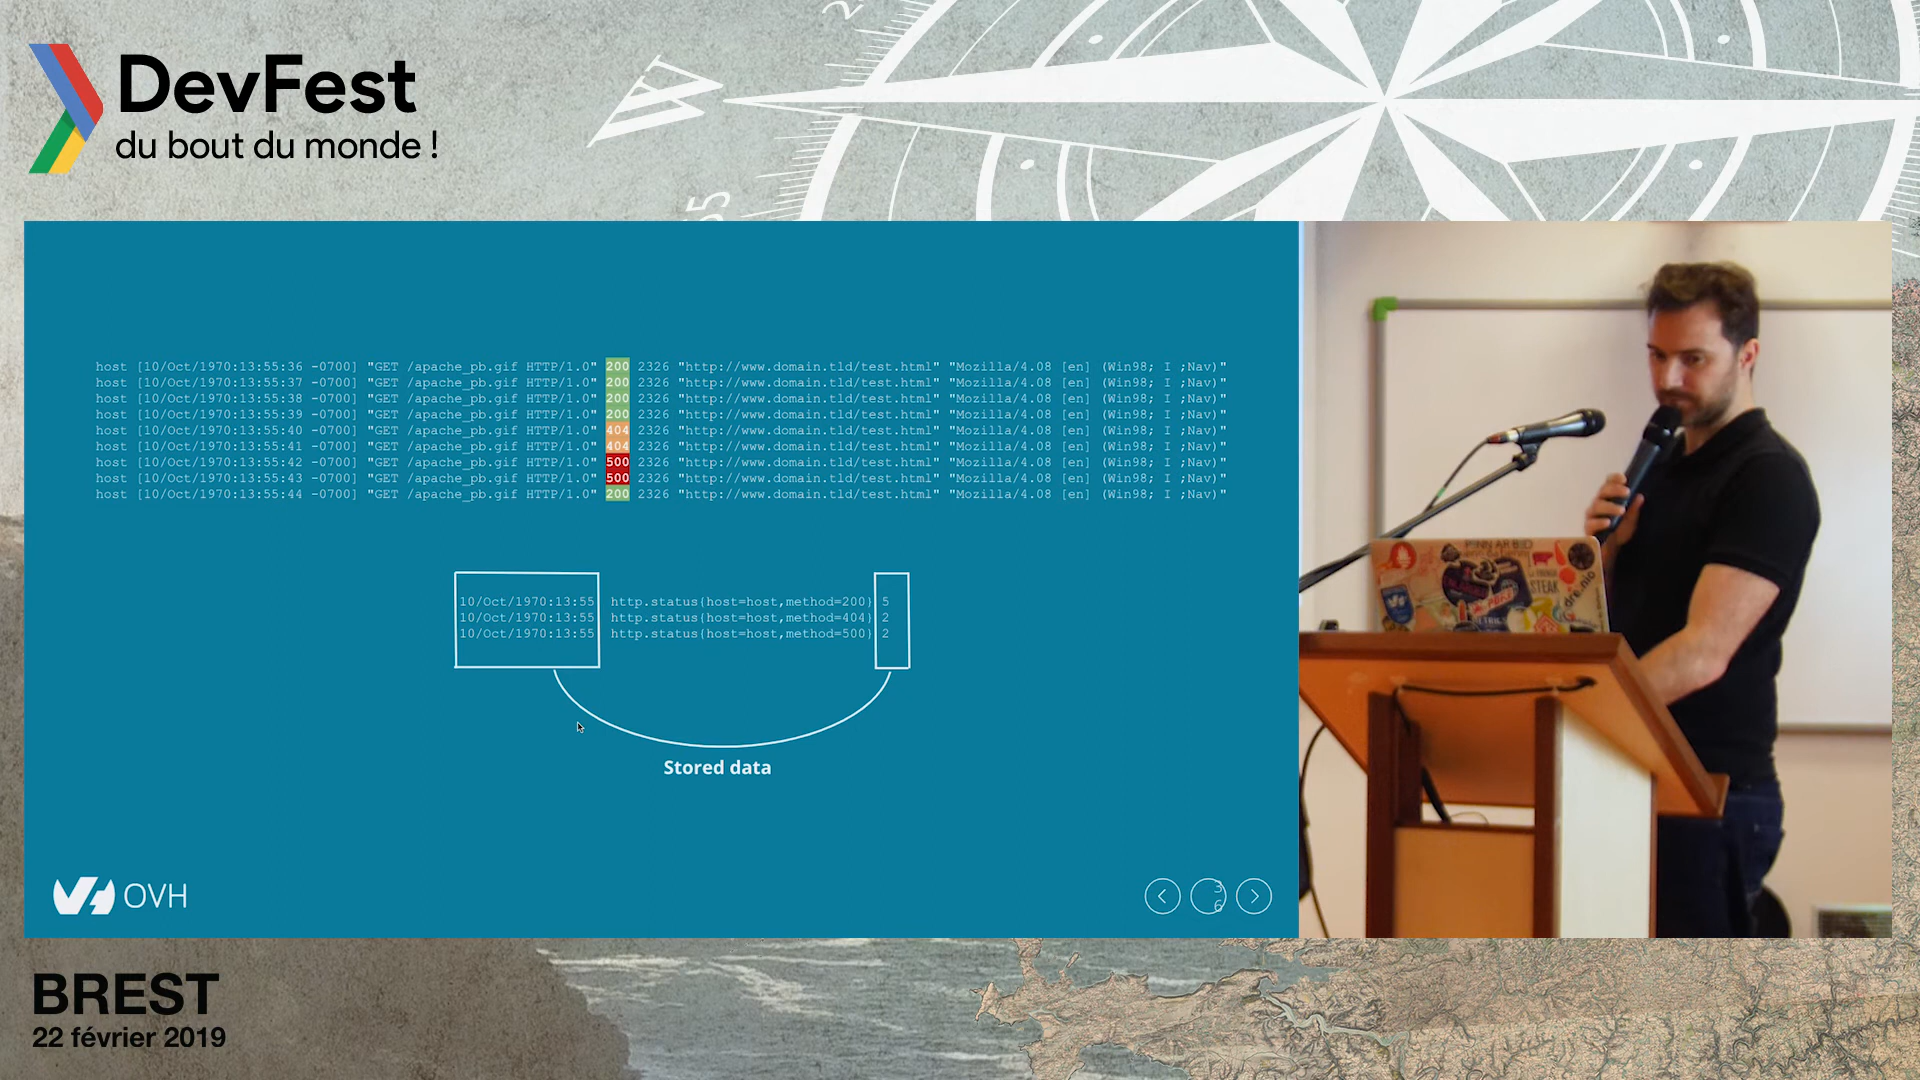 DevFest
du bout du monde !
W
host [10/Oct/1970:13:55:36 -0700] "GET /apache_pb.gif HTTP/1.0" 200 2326 "http://www.domain.tld/test.html" "Mozilla/4.08 [en] (Win98; I ;Nav)"
host [10/Oct/1970:13:55:37 -0700] "GET /apache_pb.gif HTTP/1.0" 200 2326 "http://www.domain.tld/test.html" "Mozilla/4.08 [en] (Win98; I ;Nav)"
host [10/Oct/1970:13:55:38 -0700] "GET /apache_pb.gif HTTP/1.0" 200 2326 "http://www.domain.tld/test.html" "Mozilla/4.08 [en] (Win98; I ;Nav)"
host [10/Oct/1970:13:55:39 -0700] "GET /apache_pb.gif HTTP/1.0" 200 2326 "http://www.domain.tld/test.html" "Mozilla/4.08 [en] (Win98; I ;Nav)"
host [10/Oct/1970:13:55:40 -0700] "GET /apache_pb.gif HTTP/1.0" 404 2326 "http://www.domain.tld/test.html" "Mozilla/4.08 [en] (Win98; I ;Nav)"
host [10/Oct/1970:13:55:41 -0700] "GET /apache_pb.gif HTTP/1.0" 404 2326 "http://www.domain.tld/test.html" "Mozilla/4.08 [en] (Win98; I ;Nav)"
host [10/Oct/1970:13:55:42 -0700] "GET /apache_pb.gif HTTP/1.0" 500 2326 "http://www.domain.tld/test.html" "Mozilla/4.08 [en] (Win98; I ;Nav)"
host [10/Oct/1970:13:55:43 -0700] "GET /apache_pb.gif HTTP/1.0" 500 2326 "http://www.domain.tld/test.html" "Mozilla/4.08 [en] (Win98; I ;Nav)"
host [10/Oct/1970:13:55:44 -0700] "GET /apache_pb.gif HTTP/1.0" 200 2326 "http://www.domain.tld/test.html" "Mozilla/4.08 [en] (Win98; I ;Nav)"
10/Oct/1970:13:55 http.status{host=host,method=200} 5
10/Oct/1970:13:55 http.status{host=host,method=404} 2
10/Oct/1970:13:55 http.status{host=host,method=500} 2
Stored data
OVH
3
6
PENN AR BED
STEAK
BREST
22 février 2019